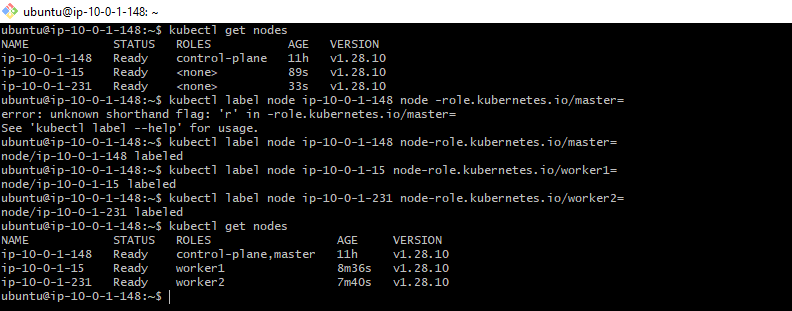 ubuntu@ip-10-0-1-148: ~
ubuntu@ip-10-0-1-148:~$ kubectl get nodes
NAME STATUS ROLES AGE VERSION
ip-10-0-1-148 Ready control-plane 11h v1.28.10
ip-10-0-1-15 Ready <none> 89s v1.28.10
ip-10-0-1-231 Ready <none> 33s v1.28.10
ubuntu@ip-10-0-1-148:~$ kubectl label node ip-10-0-1-148 node -role.kubernetes.io/master=
error: unknown shorthand flag: 'r' in -role.kubernetes.io/master=
See 'kubectl label --help' for usage.
ubuntu@ip-10-0-1-148:~$ kubectl label node ip-10-0-1-148 node-role.kubernetes.io/master=
node/ip-10-0-1-148 labeled
ubuntu@ip-10-0-1-148:~$ kubectl label node ip-10-0-1-15 node-role.kubernetes.io/worker1=
node/ip-10-0-1-15 labeled
ubuntu@ip-10-0-1-148:~$ kubectl label node ip-10-0-1-231 node-role.kubernetes.io/worker2=
node/ip-10-0-1-231 labeled
ubuntu@ip-10-0-1-148:~$ kubectl get nodes
NAME STATUS ROLES AGE VERSION
ip-10-0-1-148 Ready control-plane,master 11h v1.28.10
ip-10-0-1-15 Ready worker1 8m36s v1.28.10
ip-10-0-1-231 Ready worker2 7m40s v1.28.10
ubuntu@ip-10-0-1-148:~$